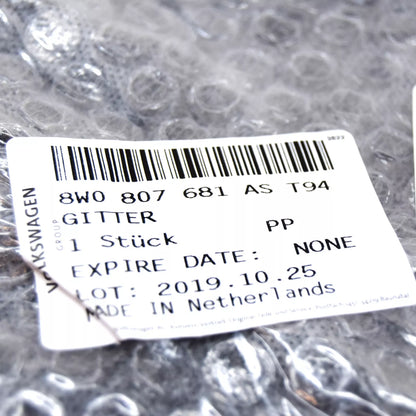 3022
8W0 807 681 AS T94
GITTER
PP
1 Stück
EXPIRE DATE: NONE
LOT: 2019.10.25
MADE IN Netherlands
VOLKSWAGEN
GROUP